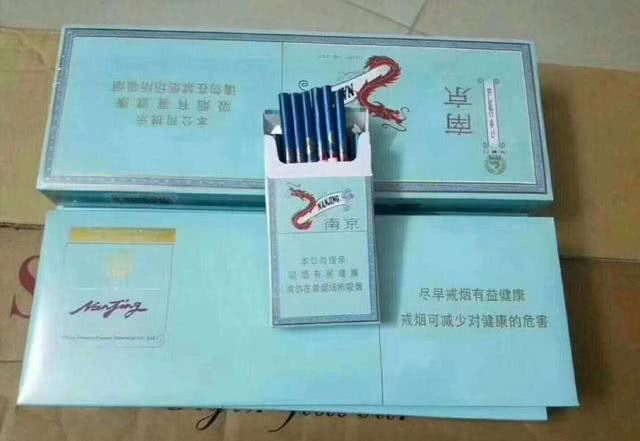 请勿在禁烟场所吸烟
吸烟有害健康
本公司提示
南京
NANJING
南京
本公司提示
吸烟有害健康
请勿在禁烟场所吸烟
NanJing
尽早戒烟有益健康
戒烟可减少对健康的危害